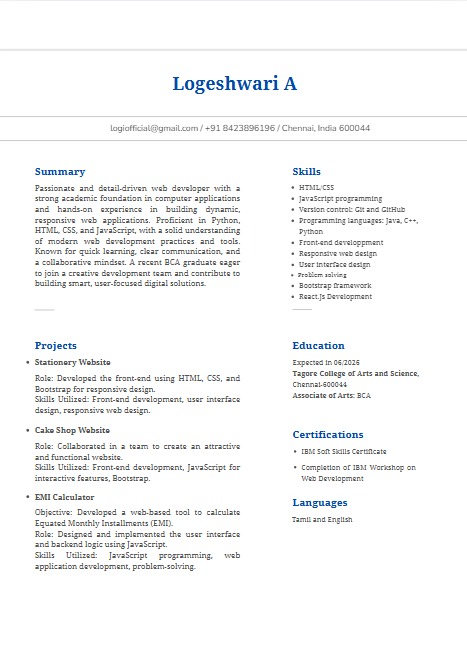 Logeshwari A
logiofficial@gmail.com / +91 8423896196 / Chennai, India 600044
Summary
Passionate and detail-driven web developer with a
strong academic foundation in computer applications
and hands-on experience in building dynamic,
responsive web applications. Proficient in Python,
HTML, CSS, and JavaScript, with a solid understanding
of modern web development practices and tools.
Known for quick learning, clear communication, and
a collaborative mindset. A recent BCA graduate eager
to join a creative development team and contribute to
building smart, user-focused digital solutions.
Projects
• Stationery Website
Role: Developed the front-end using HTML, CSS, and
Bootstrap for responsive design.
Skills Utilized: Front-end development, user interface
design, responsive web design.
• Cake Shop Website
Role: Collaborated in a team to create an attractive
and functional website.
Skills Utilized: Front-end development, JavaScript for
interactive features, Bootstrap.
• EMI Calculator
Objective: Developed a web-based tool to calculate
Equated Monthly Installments (EMI).
Role: Designed and implemented the user interface
and backend logic using JavaScript.
Skills Utilized: JavaScript programming, web
application development, problem-solving.
Skills
• HTML/CSS
• JavaScript programming
• Version control: Git and GitHub
• Programming languages: Java, C++,
Python
• Front-end developpment
• Responsive web design
• User interface design
• Problem solving
• Bootstrap framework
• React.Js Development
Education
Expected in 06/2026
Tagore College of Arts and Science,
Chennai-600044
Associate of Arts: BCA
Certifications
• IBM Soft Skills Certificate
• Completion of IBM Workshop on
Web Development
Languages
Tamil and English